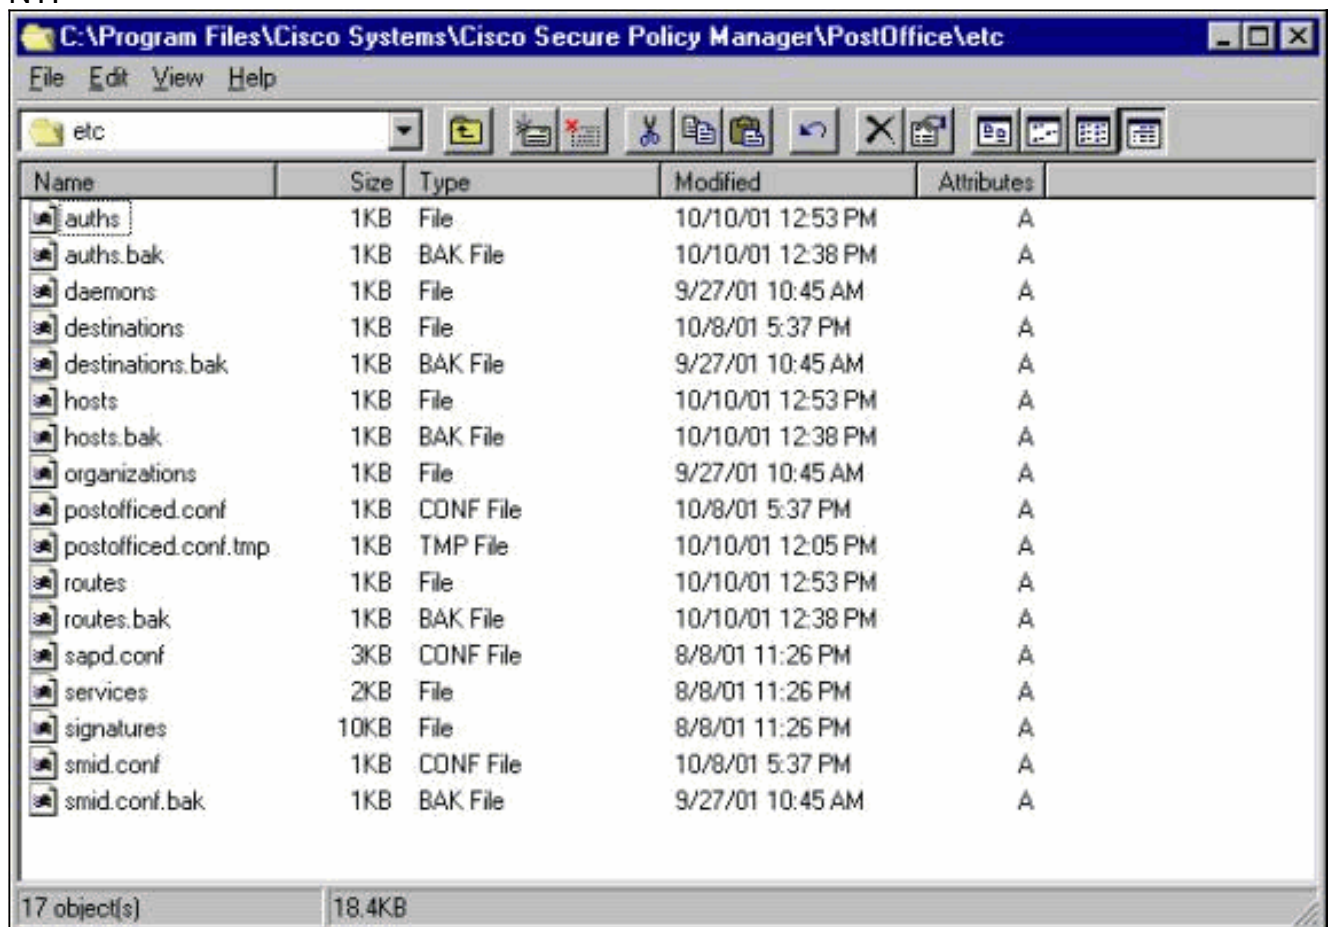 C:\Program Files\Cisco Systems\Cisco Secure Policy Manager\PostOffice\etc
File Edit View Help
etc
Name Size Type Modified Attributes
auths 1KB File 10/10/01 12:53 PM A
auths.bak 1KB BAK File 10/10/01 12:38 PM A
daemons 1KB File 9/27/01 10:45 AM A
destinations 1KB File 10/8/01 5:37 PM A
destinations.bak 1KB BAK File 9/27/01 10:45 AM A
hosts 1KB File 10/10/01 12:53 PM A
hosts.bak 1KB BAK File 10/10/01 12:38 PM A
organizations 1KB File 9/27/01 10:45 AM A
postofficed.conf 1KB CONF File 10/8/01 5:37 PM A
postofficed.conf.tmp 1KB TMP File 10/10/01 12:05 PM A
routes 1KB File 10/10/01 12:53 PM A
routes.bak 1KB BAK File 10/10/01 12:38 PM A
sapd.conf 3KB CONF File 8/8/01 11:26 PM A
services 2KB File 8/8/01 11:26 PM A
signatures 10KB File 8/8/01 11:26 PM A
smid.conf 1KB CONF File 10/8/01 5:37 PM A
smid.conf.bak 1KB BAK File 9/27/01 10:45 AM A
17 object(s) 18.4KB